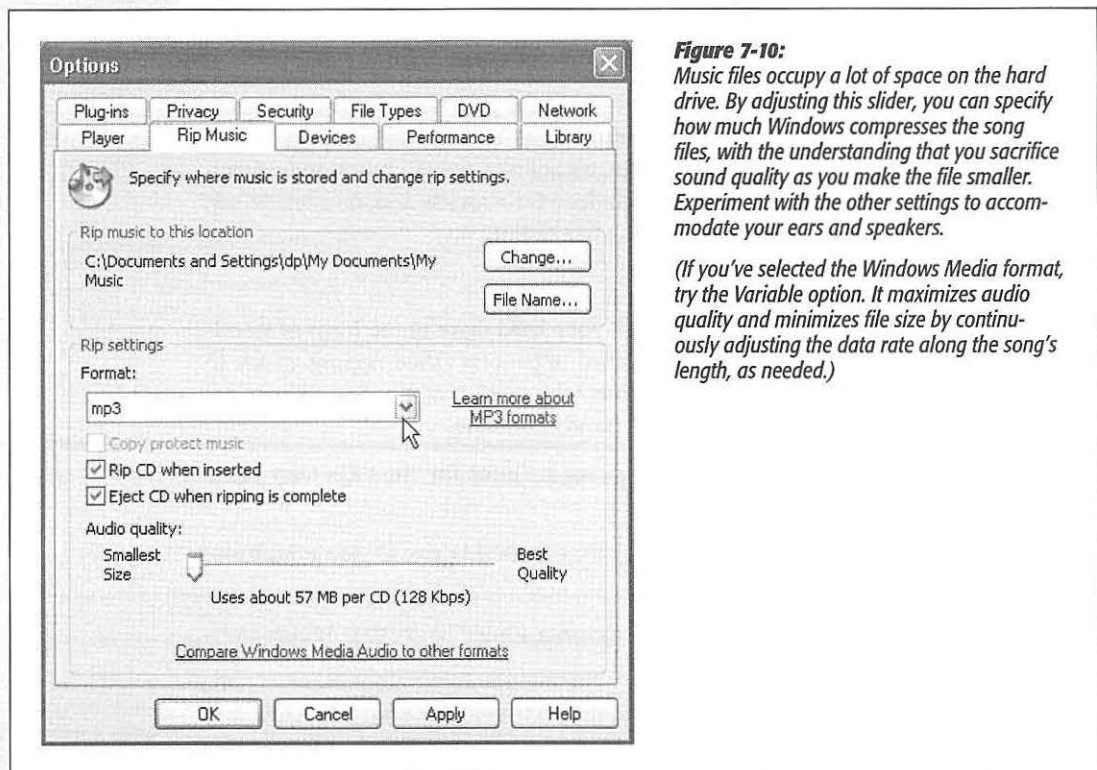 Options
Plug-ins Privacy Security File Types DVD Network
Player Rip Music Devices Performance Library
Specify where music is stored and change rip settings.
Rip music to this location
C:\Documents and Settings\dp\My Documents\My
Music
Change...
File Name...
Rip settings
Format:
mp3
Learn more about
MP3 formats
Copy protect music
Rip CD when inserted
Eject CD when ripping is complete
Audio quality:
Smallest
Size
Best
Quality
Uses about 57 MB per CD (128 Kbps)
Compare Windows Media Audio to other formats
OK Cancel Apply Help
Figure 7-10:
Music files occupy a lot of space on the hard
drive. By adjusting this slider, you can specify
how much Windows compresses the song
files, with the understanding that you sacrifice
sound quality as you make the file smaller.
Experiment with the other settings to accom-
modate your ears and speakers.
(If you've selected the Windows Media format,
try the Variable option. It maximizes audio
quality and minimizes file size by continu-
ously adjusting the data rate along the song's
length, as needed.)